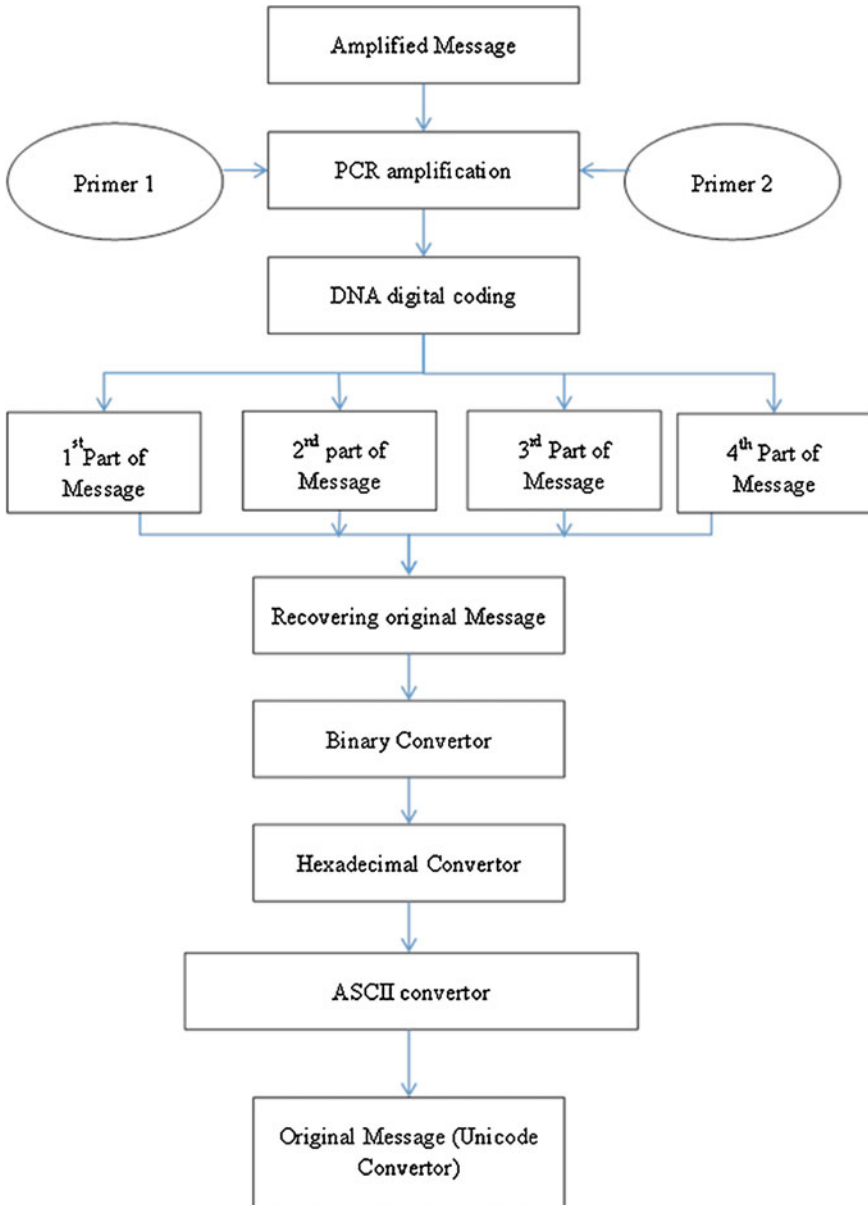 Amplified Message
Primer 1
PCR amplification
Primer 2
DNA digital coding
1st Part of
Message
2nd part of
Message
3rd Part of
Message
4th Part of
Message
Recovering original Message
Binary Convertor
Hexadecimal Convertor
ASCII convertor
Original Message (Unicode
Convertor)